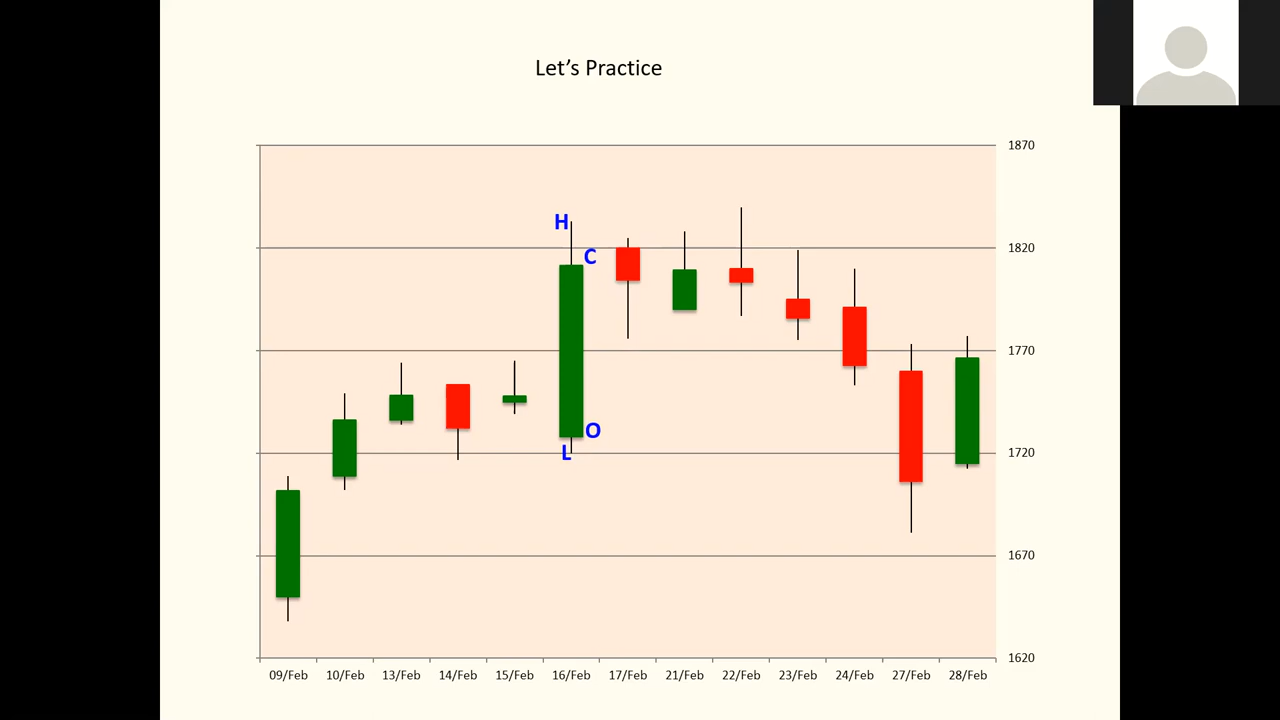 Let's Practice
1870
H
1820
C
1770
O
L
1720
1670
1620
09/Feb 10/Feb 13/Feb 14/Feb 15/Feb 16/Feb 17/Feb 21/Feb 22/Feb 23/Feb 24/Feb 27/Feb 28/Feb